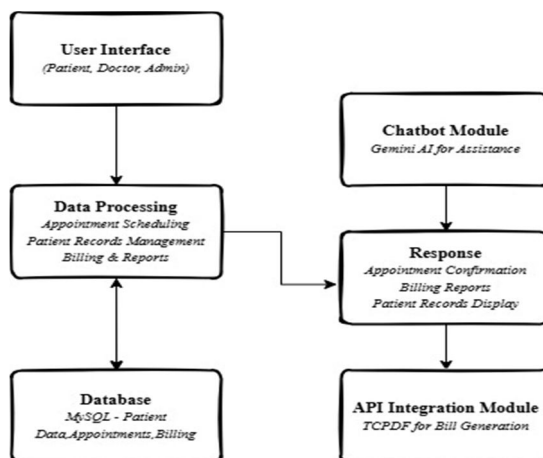 User Interface
(Patient, Doctor, Admin)
Chatbot Module
Gemini AI for Assistance
Data Processing
Appointment Scheduling
Patient Records Management
Billing & Reports
Response
Appointment Confirmation
Billing Reports
Patient Records Display
Database
MySQL - Patient
Data,Appointments,Billing
API Integration Module
TCPDF for Bill Generation